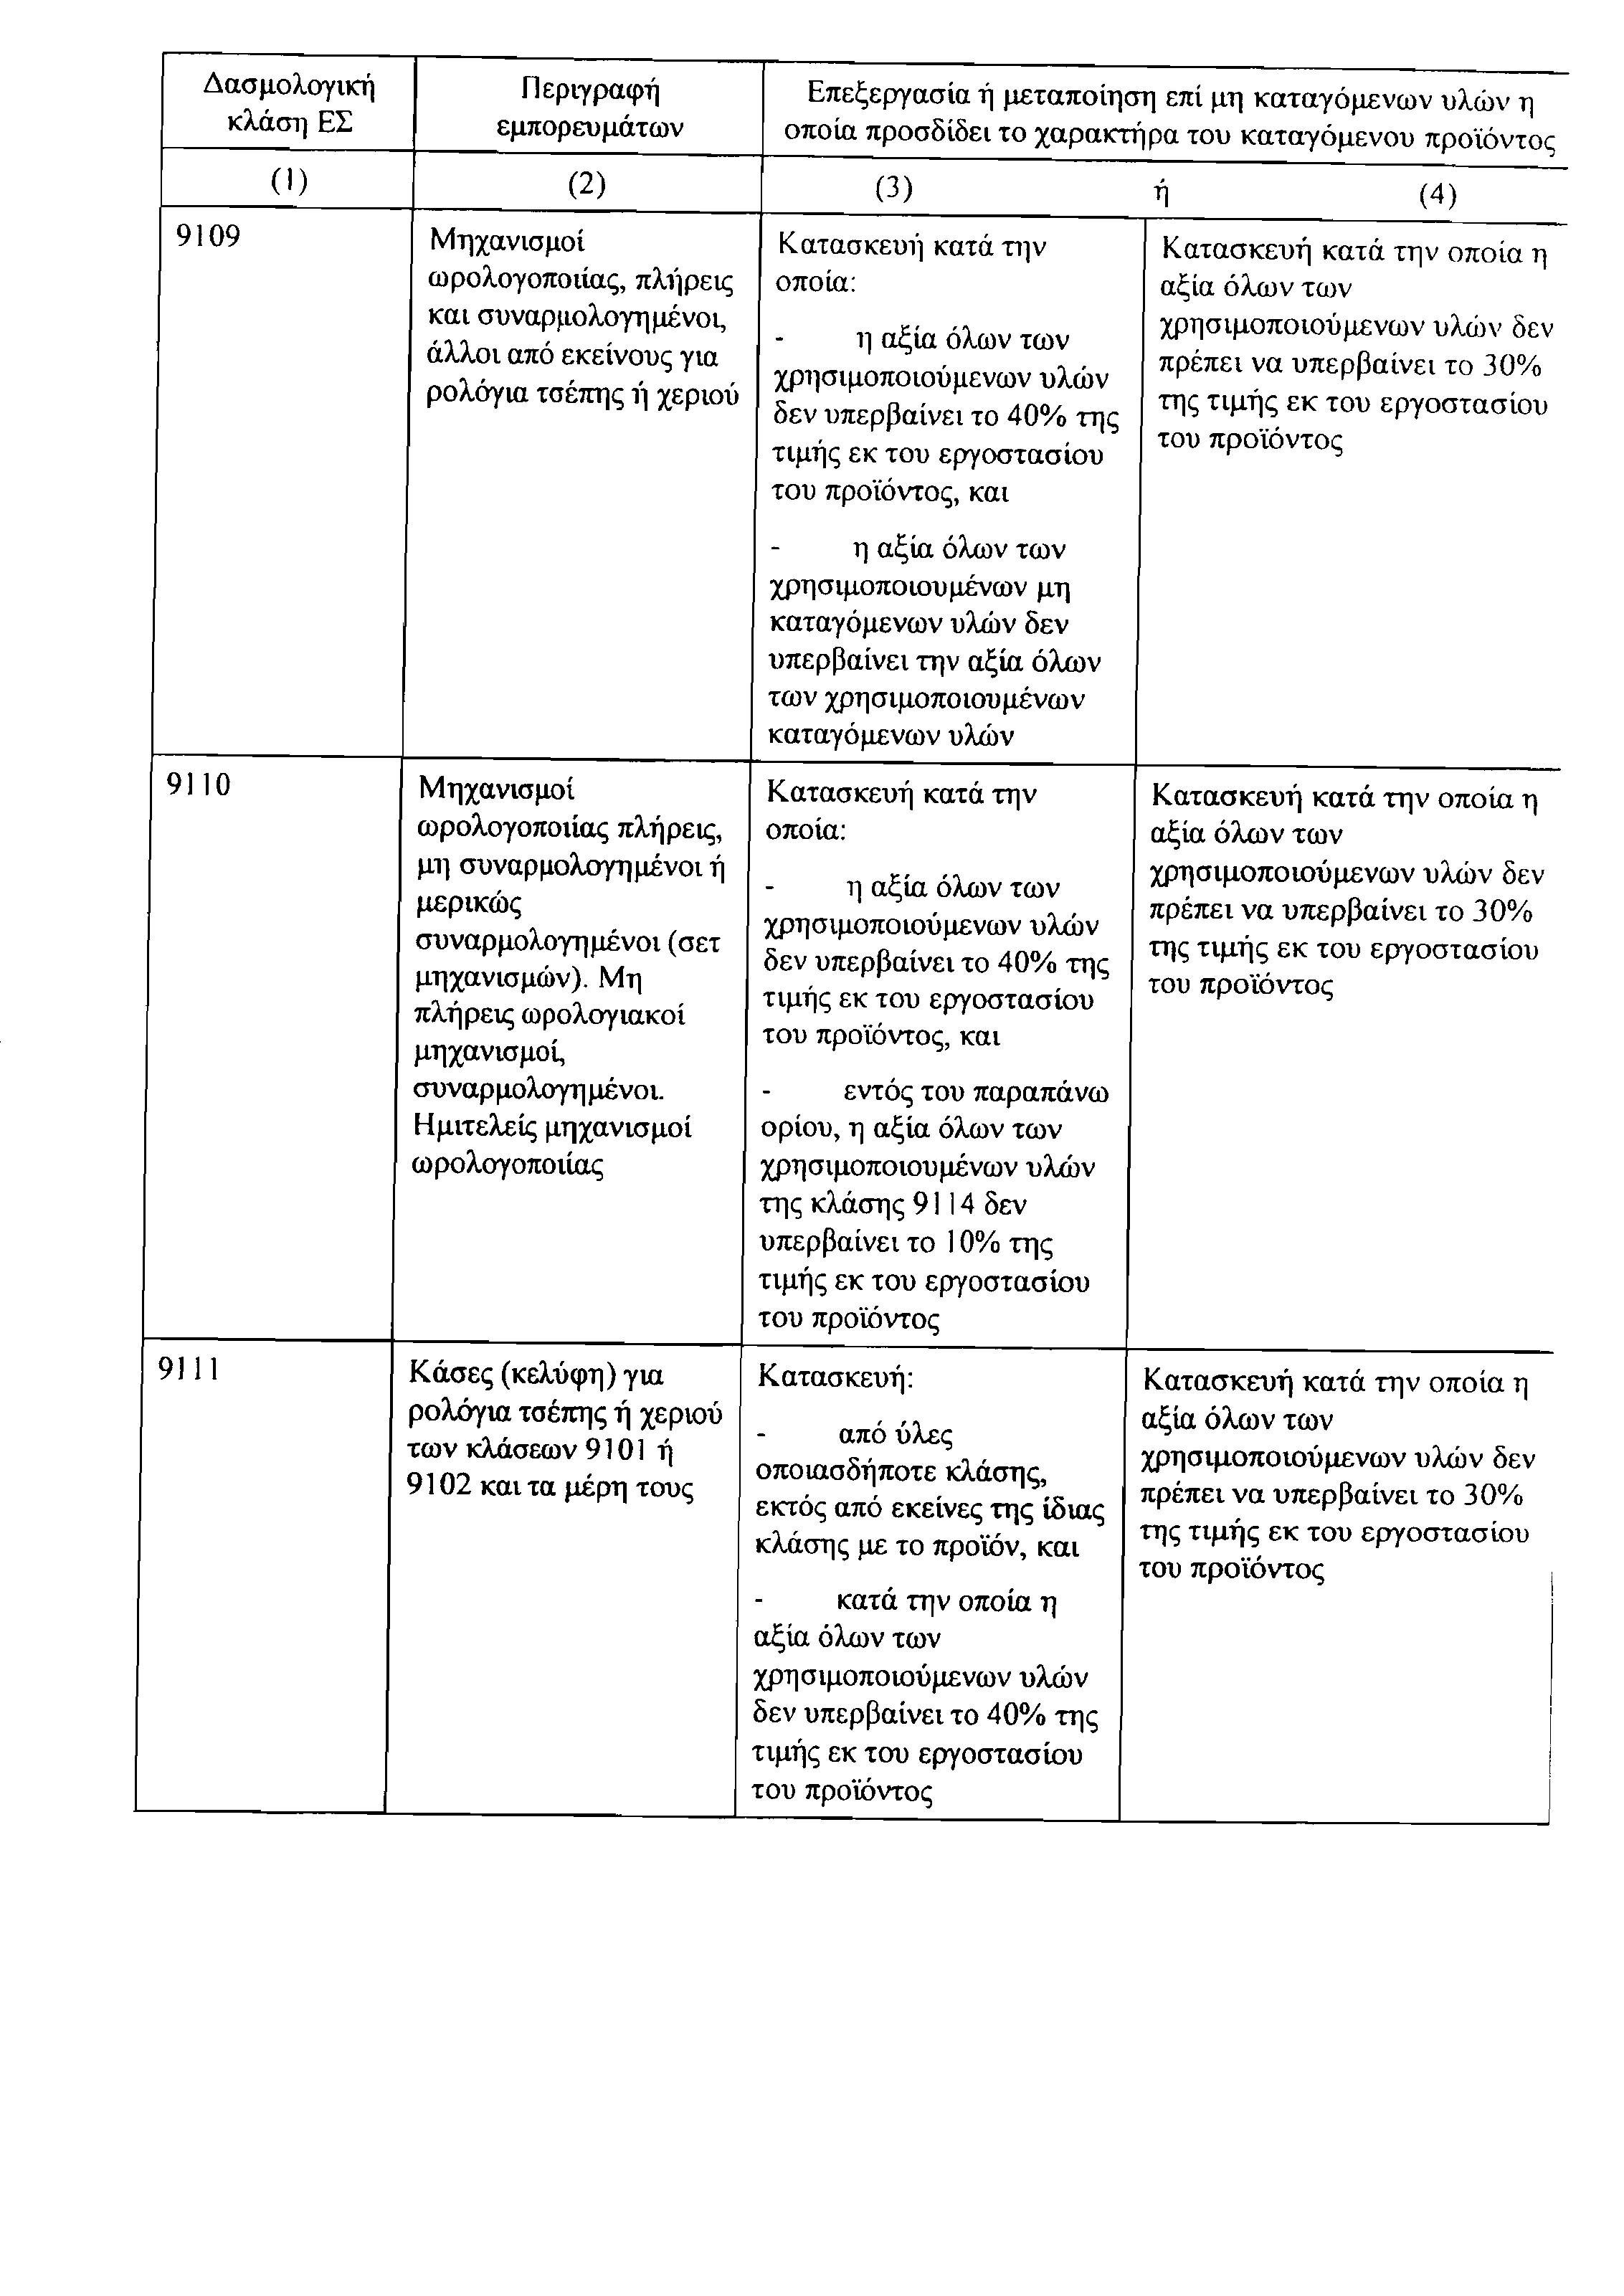 Δασμολογική
κλάση ΕΣ
Περιγραφή
εμπορευμάτων
Επεξεργασία ή μεταποίηση επί μη καταγόμενων υλών η
οποία προσδίδει το χαρακτήρα του καταγόμενου προϊόντος
(1)
(2)
(3) ή (4)
9109
Μηχανισμοί
ωρολογοποιίας, πλήρεις
και συναρμολογημένοι,
άλλοι από εκείνους για
ρολόγια τσέπης ή χεριού
Κατασκευή κατά την
οποία:
- η αξία όλων των
χρησιμοποιούμενων υλών
δεν υπερβαίνει το 40% της
τιμής εκ του εργοστασίου
του προϊόντος, και
- η αξία όλων των
χρησιμοποιουμένων μη
καταγόμενων υλών δεν
υπερβαίνει την αξία όλων
των χρησιμοποιουμένων
καταγόμενων υλών
Κατασκευή κατά την οποία η
αξία όλων των
χρησιμοποιούμενων υλών δεν
πρέπει να υπερβαίνει το 30%
της τιμής εκ του εργοστασίου
του προϊόντος
9110
Μηχανισμοί
ωρολογοποιίας πλήρεις,
μη συναρμολογημένοι ή
μερικώς
συναρμολογημένοι (σετ
μηχανισμών). Μη
πλήρεις ωρολογιακοί
μηχανισμοί,
συναρμολογημένοι.
Ημιτελείς μηχανισμοί
ωρολογοποιίας
Κατασκευή κατά την
οποία:
- η αξία όλων των
χρησιμοποιούμενων υλών
δεν υπερβαίνει το 40% της
τιμής εκ του εργοστασίου
του προϊόντος, και
- εντός του παραπάνω
ορίου, η αξία όλων των
χρησιμοποιουμένων υλών
της κλάσης 9114 δεν
υπερβαίνει το 10% της
τιμής εκ του εργοστασίου
του προϊόντος
Κατασκευή κατά την οποία η
αξία όλων των
χρησιμοποιούμενων υλών δεν
πρέπει να υπερβαίνει το 30%
της τιμής εκ του εργοστασίου
του προϊόντος
9111
Κάσες (κελύφη) για
ρολόγια τσέπης ή χεριού
των κλάσεων 9101 ή
9102 και τα μέρη τους
Κατασκευή:
- από ύλες
οποιασδήποτε κλάσης,
εκτός από εκείνες της ίδιας
κλάσης με το προϊόν, και
- κατά την οποία η
αξία όλων των
χρησιμοποιούμενων υλών
δεν υπερβαίνει το 40% της
τιμής εκ του εργοστασίου
του προϊόντος
Κατασκευή κατά την οποία η
αξία όλων των
χρησιμοποιούμενων υλών δεν
πρέπει να υπερβαίνει το 30%
της τιμής εκ του εργοστασίου
του προϊόντος